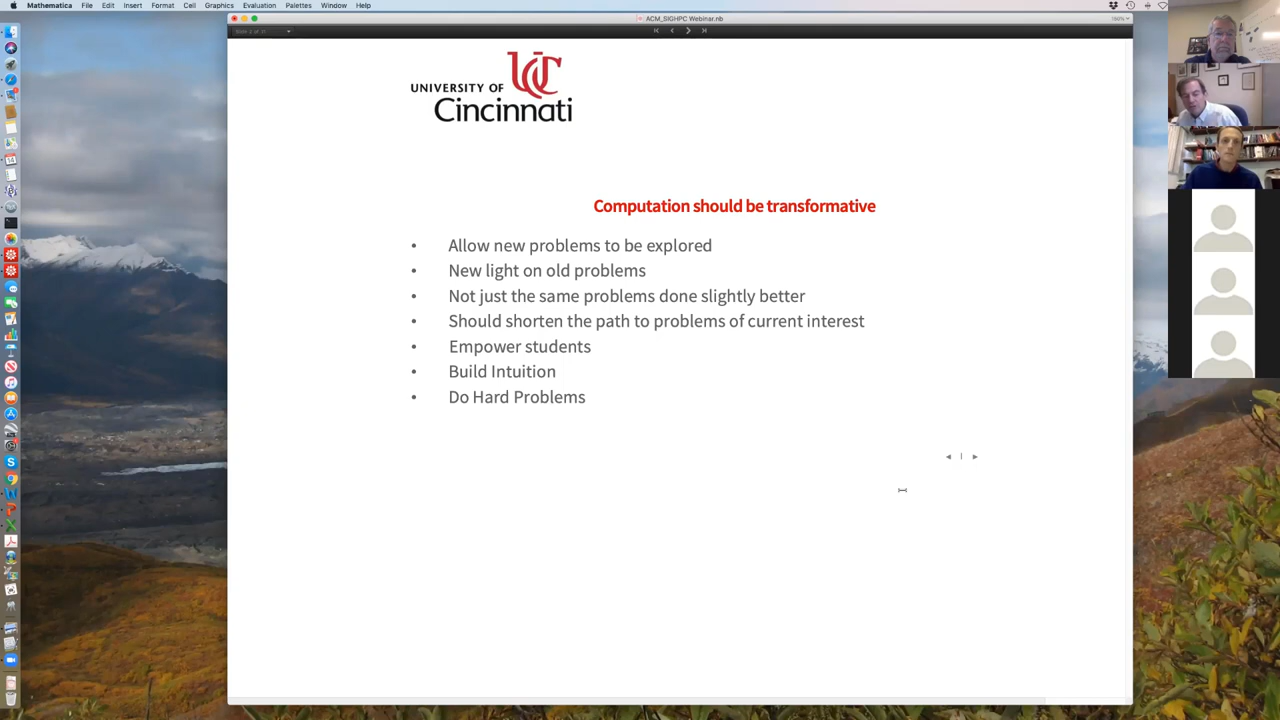 Mathematica File Edit Insert Format Cell Graphics Evaluation Palettes Window Help
ACM_SIGHPC Webinar.nb
UC
UNIVERSITY OF
Cincinnati
Computation should be transformative
• Allow new problems to be explored
• New light on old problems
• Not just the same problems done slightly better
• Should shorten the path to problems of current interest
• Empower students
• Build Intuition
• Do Hard Problems